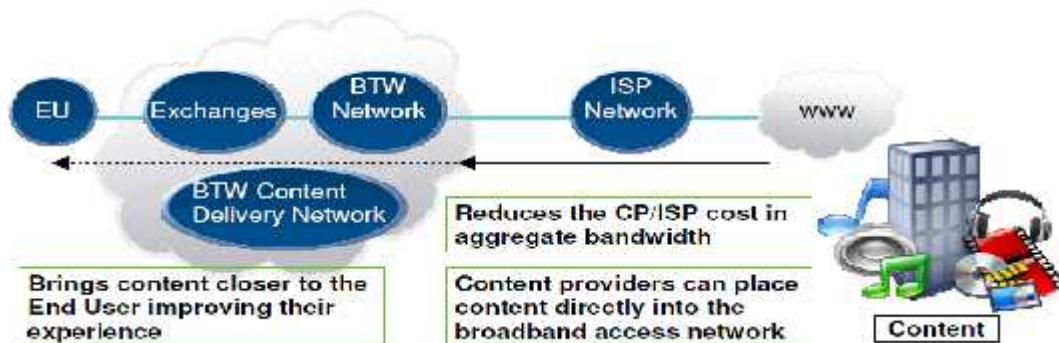 EU
Exchanges
BTW
Network
ISP
Network
www
BTW Content
Delivery Network
Reduces the CP/ISP cost in
aggregate bandwidth
Brings content closer to the
End User improving their
experience
Content providers can place
content directly into the
broadband access network
Content